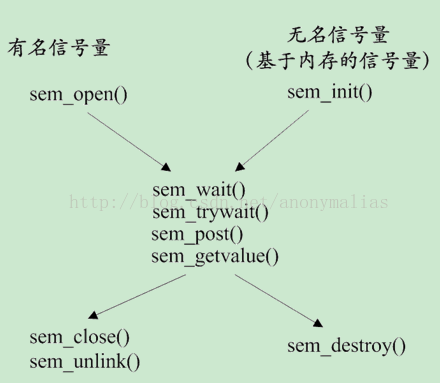 有名信号量
无名信号量
（基于内存的信号量）
sem_open()
sem_init()
sem_wait()
http://blog.csdn.net/anonymalias
sem_trywait()
sem_post()
sem_getvalue()
sem_close()
sem_unlink()
sem_destroy()